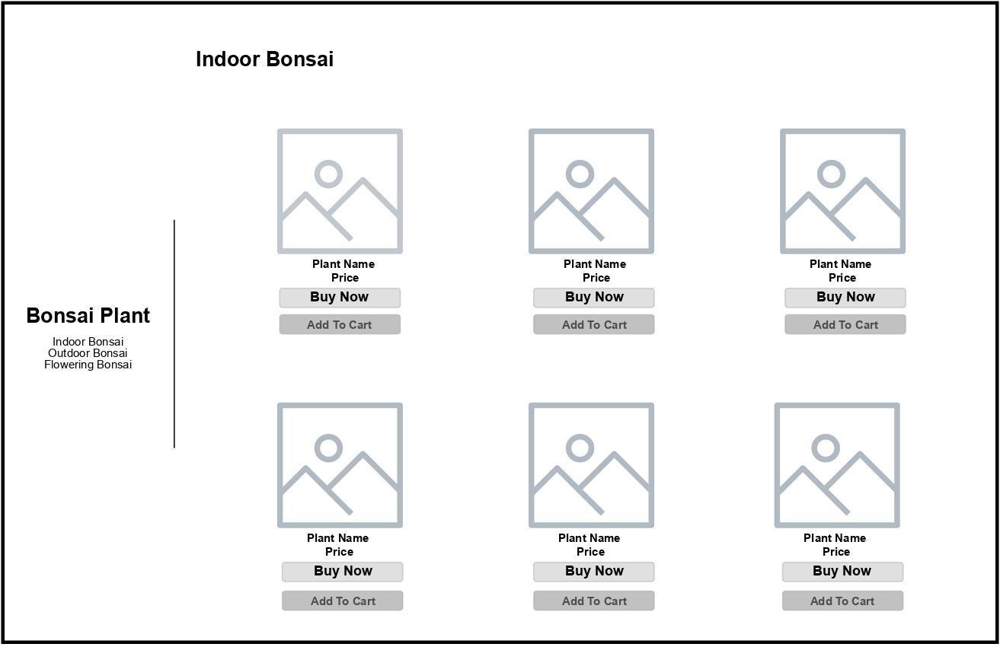 Indoor Bonsai
Bonsai Plant
Indoor Bonsai
Outdoor Bonsai
Flowering Bonsai
Plant Name
Price
Buy Now
Add To Cart
Plant Name
Price
Buy Now
Add To Cart
Plant Name
Price
Buy Now
Add To Cart
Plant Name
Price
Buy Now
Add To Cart
Plant Name
Price
Buy Now
Add To Cart
Plant Name
Price
Buy Now
Add To Cart